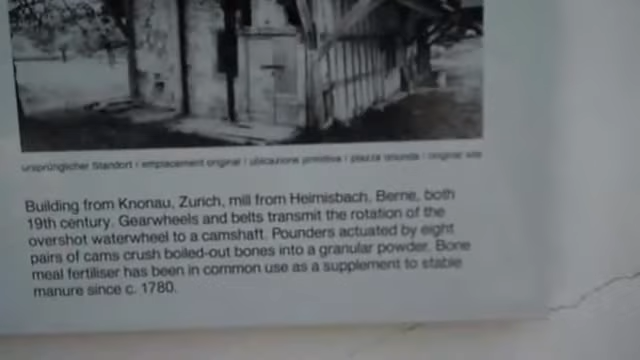 ursprünglicher Standort / emplacement original / ubicazione primitiva / / original site
Building from Knonau, Zurich, mill from Heimisbach, Berne, both
19th century. Gearwheels and belts transmit the rotation of the
overshot waterwheel to a camshaft. Pounders actuated by eight
pairs of cams crush boiled-out bones into a granular powder. Bone
meal fertiliser has been in common use as a supplement to stable
manure since c. 1780.